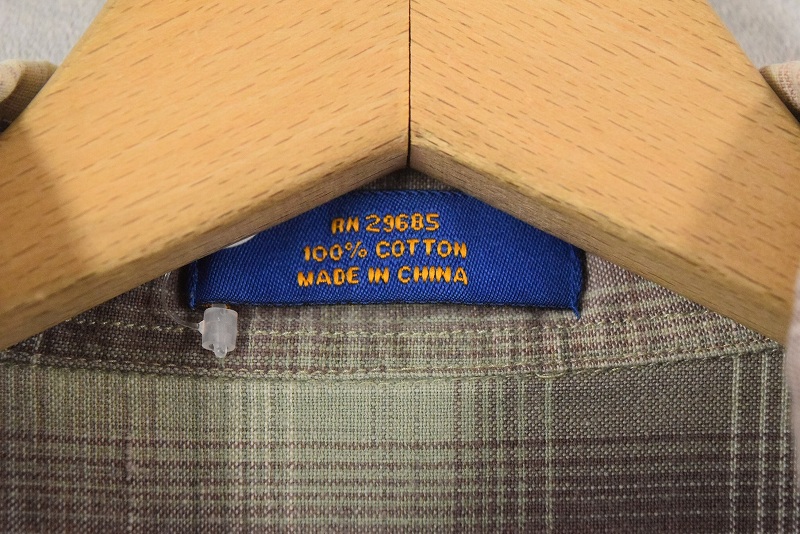 RN 29685
100% COTTON
MADE IN CHINA